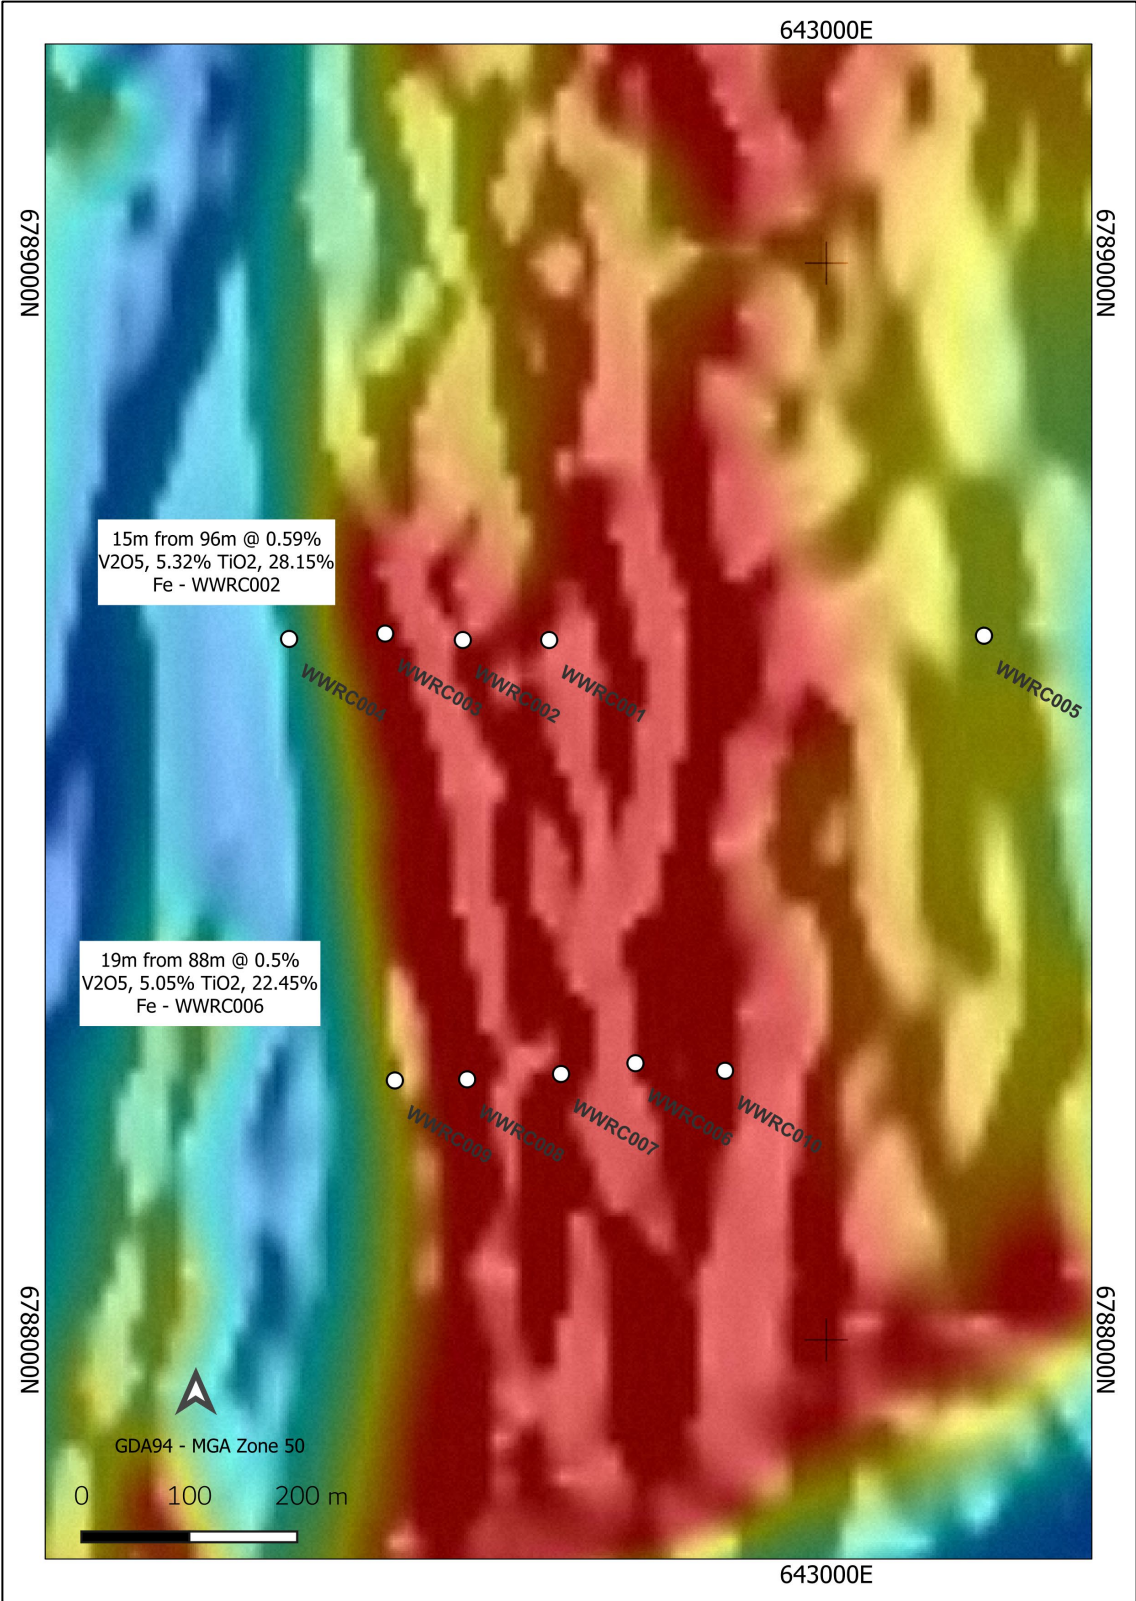 643000E
6789000N
6789000N
15m from 96m @ 0.59%
V2O5, 5.32% TiO2, 28.15%
Fe - WWRC002
WWRC004
WWRC003
WWRC002
WWRC001
WWRC005
19m from 88m @ 0.5%
V2O5, 5.05% TiO2, 22.45%
Fe - WWRC006
WWRC009
WWRC008
WWRC007
WWRC006
WWRC010
6788000N
6788000N
GDA94 - MGA Zone 50
0 100 200 m
643000E